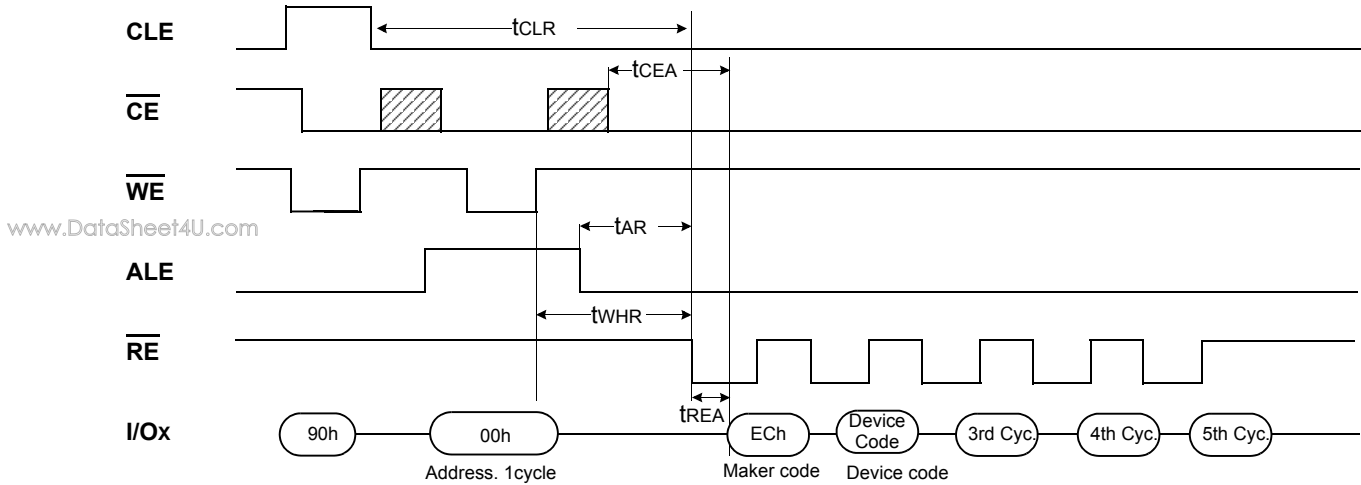 CLE
tCLR
tCEA
CE
WE
www.DataSheet4U.com
tAR
ALE
tWHR
RE
tREA
I/Ox
90h
00h
ECh
Device
Code
3rd Cyc.
4th Cyc.
5th Cyc.
Address. 1cycle
Maker code
Device code